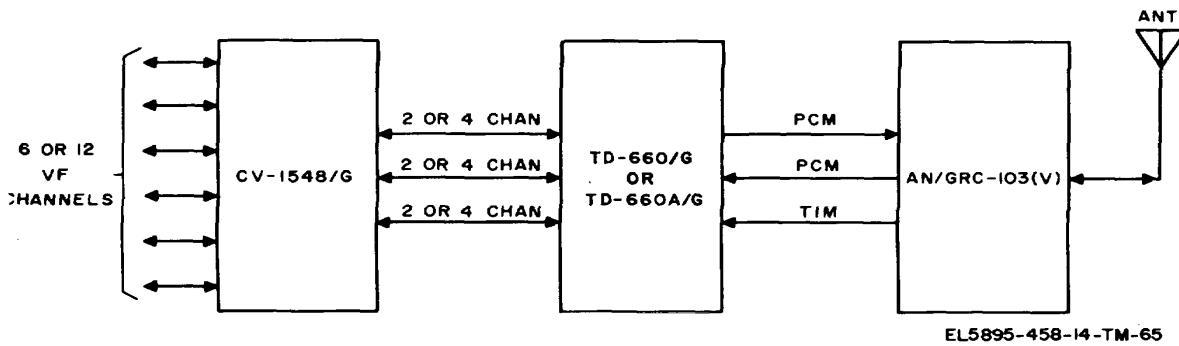 ANT
6 OR 12
VF
CHANNELS
CV-1548/G
2 OR 4 CHAN
2 OR 4 CHAN
2 OR 4 CHAN
TD-660/G
OR
TD-660A/G
PCM
PCM
TIM
AN/GRC-103(V)
EL5895-458-14-TM-65